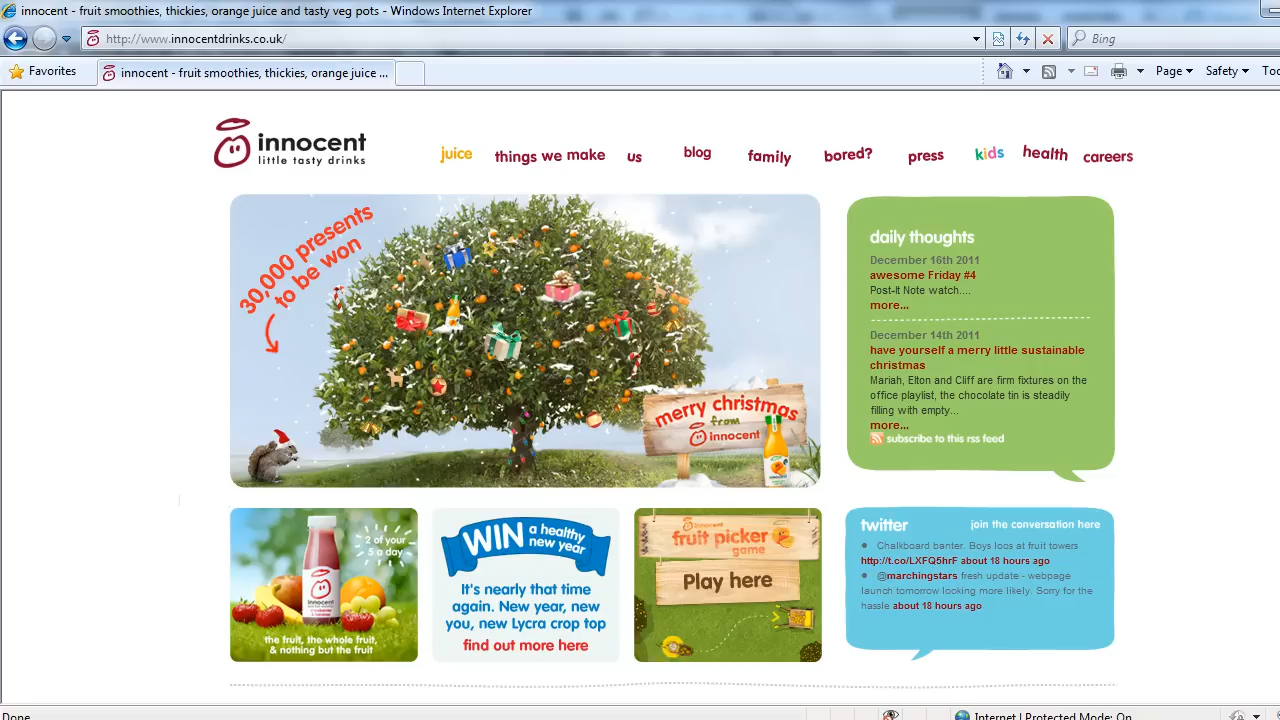 innocent - fruit smoothies, thickies, orange juice and tasty veg pots - Windows Internet Explorer
http://www.innocentdrinks.co.uk/
Bing
Favorites
innocent - fruit smoothies, thickies, orange juice ...
Page
Safety
innocent
little tasty drinks
juice
things we make
us
blog
family
bored?
press
kids
health
careers
30,000 presents
to be won
merry christmas
from
innocent
daily thoughts
December 16th 2011
awesome Friday #4
Post-It Note watch....
more...
December 14th 2011
have yourself a merry little sustainable
christmas
Mariah, Elton and Cliff are firm fixtures on the
office playlist, the chocolate tin is steadily
filling with empty...
more...
subscribe to this rss feed
2 of your
5 a day
innocent
the fruit, the whole fruit,
& nothing but the fruit
WIN a healthy
new year
It's nearly that time
again. New year, new
you, new Lycra crop top
find out more here
innocent
fruit picker
game
Play here
twitter
join the conversation here
Chalkboard banter. Boys loos at fruit towers
http://t.co/LXFQ5hrF about 18 hours ago
@marchingstars fresh update - webpage
launch tomorrow looking more likely. Sorry for the
hassle about 18 hours ago
Done
Internet | Protected Mode: On